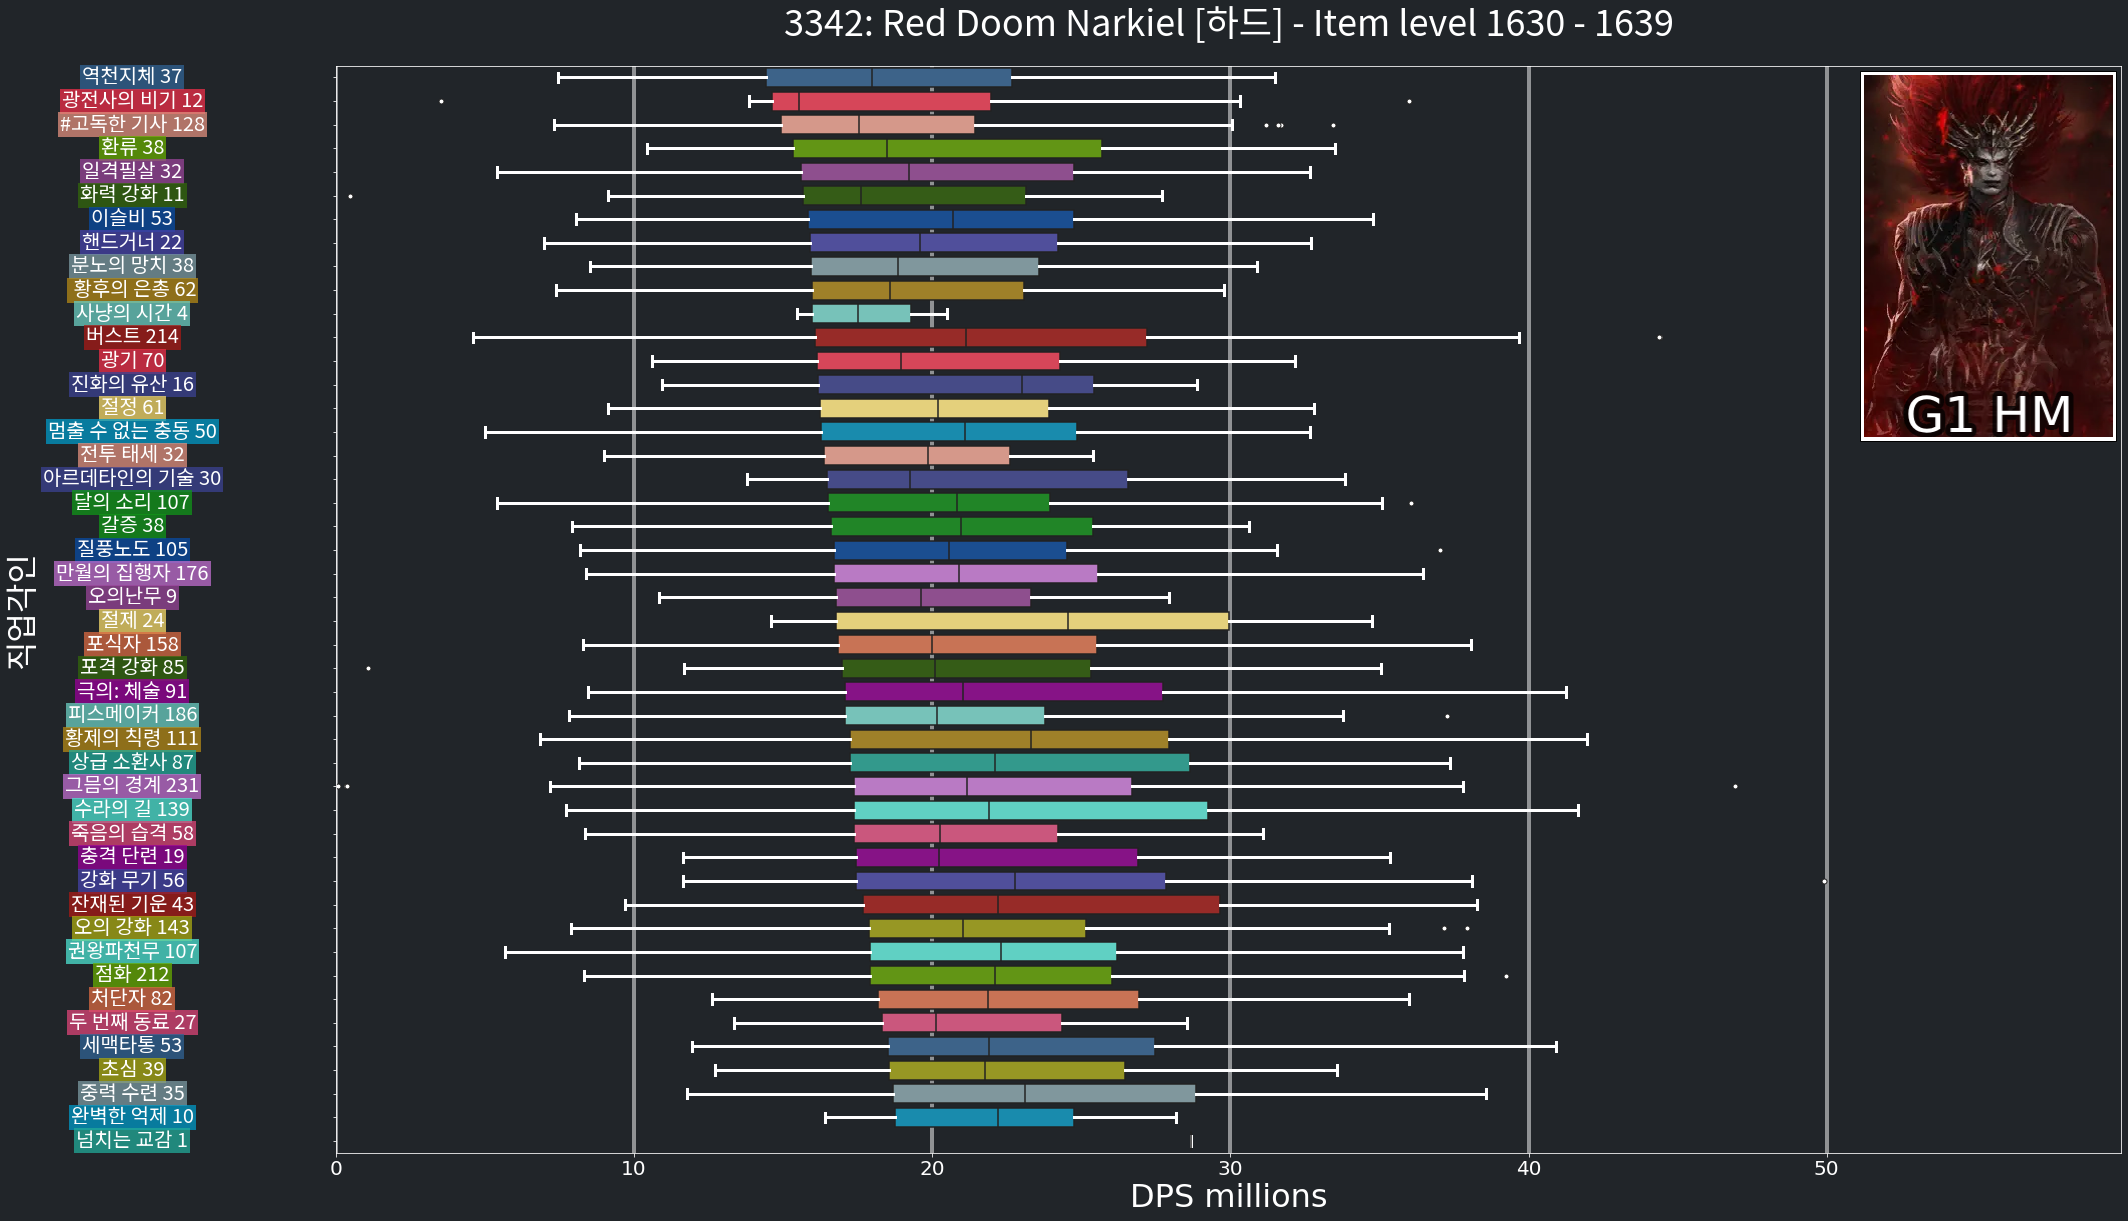 3342: Red Doom Narkiel [하드] - Item level 1630 - 1639
역천지체 37
광전사의 비기 12
#고독한 기사 128
환류 38
일격필살 32
화력 강화 11
이슬비 53
핸드거너 22
분노의 망치 38
황후의 은총 62
사냥의 시간 4
버스트 214
광기 70
진화의 유산 16
절정 61
멈출 수 없는 충동 50
전투 태세 32
아르데타인의 기술 30
달의 소리 107
갈증 38
질풍노도 105
만월의 집행자 176
오의난무 9
절제 24
포식자 158
포격 강화 85
극의: 체술 91
피스메이커 186
황제의 칙령 111
상급 소환사 87
그믐의 경계 231
수라의 길 139
죽음의 습격 58
충격 단련 19
강화 무기 56
잔재된 기운 43
오의 강화 143
권왕파천무 107
점화 212
처단자 82
두 번째 동료 27
세맥타통 53
초심 39
중력 수련 35
완벽한 억제 10
넘치는 교감 1
직업각인
G1 HM
0 10 20 30 40 50
DPS millions